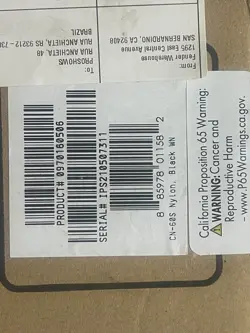 From:
Fender Warehouse
1295 East Central Avenue
SAN BERNARDINO, CA 92408
To:
PROSHOWS
RUA ANCHIETA, 48
RUA ANCHIETA, RS 93212-
BRAZIL
PRODUCT# 0970160506
SERIAL# IPS210507311
8 85978 01158 2
CN-60S Nylon, Black WN
California Proposition 65 Warning:
WARNING: Cancer and
Reproductive Harm
- www.P65Warnings.ca.gov.